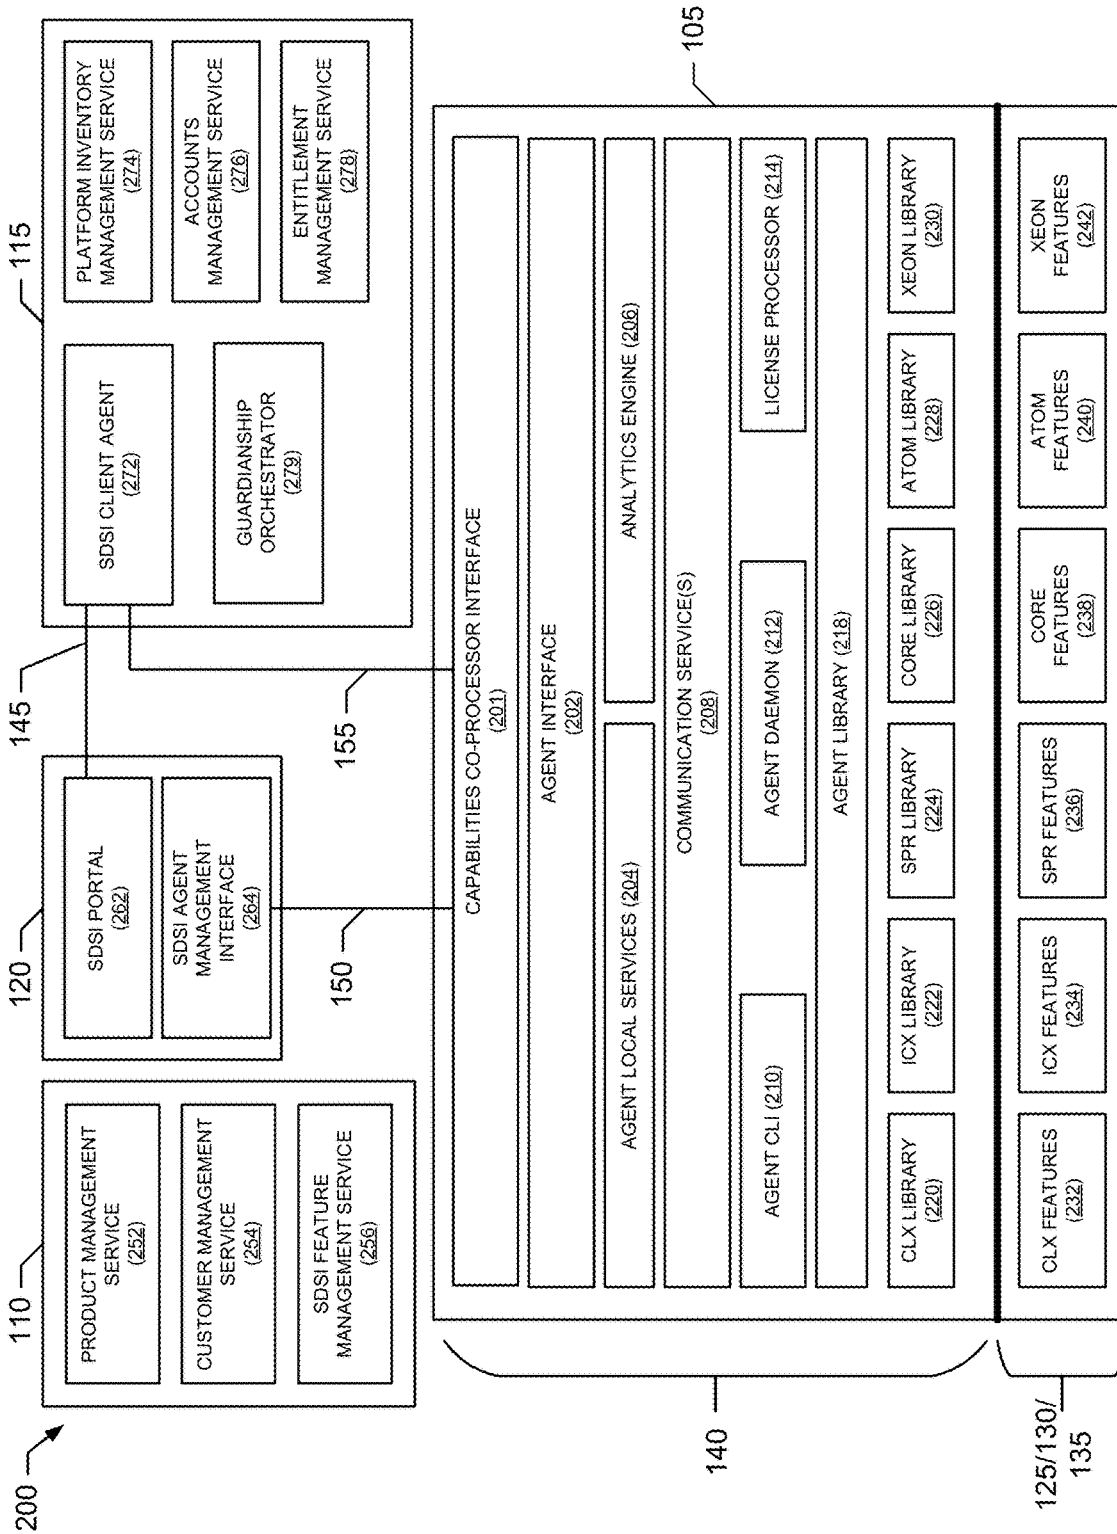 200
110
PRODUCT MANAGEMENT
SERVICE
(252)
CUSTOMER MANAGEMENT
SERVICE
(254)
SDSI FEATURE
MANAGEMENT SERVICE
(256)
120
SDSI PORTAL
(262)
SDSI AGENT
MANAGEMENT
INTERFACE
(264)
145
150
155
115
SDSI CLIENT AGENT
(272)
GUARDIANSHIP
ORCHESTRATOR
(279)
PLATFORM INVENTORY
MANAGEMENT SERVICE
(274)
ACCOUNTS
MANAGEMENT SERVICE
(276)
ENTITLEMENT
MANAGEMENT SERVICE
(278)
105
140
CAPABILITIES CO-PROCESSOR INTERFACE
(201)
AGENT INTERFACE
(202)
AGENT LOCAL SERVICES (204)
ANALYTICS ENGINE (206)
COMMUNICATION SERVICE(S)
(208)
AGENT CLI (210)
AGENT DAEMON (212)
LICENSE PROCESSOR (214)
AGENT LIBRARY (218)
CLX LIBRARY
(220)
ICX LIBRARY
(222)
SPR LIBRARY
(224)
CORE LIBRARY
(226)
ATOM LIBRARY
(228)
XEON LIBRARY
(230)
125/130/
135
CLX FEATURES
(232)
ICX FEATURES
(234)
SPR FEATURES
(236)
CORE
FEATURES
(238)
ATOM
FEATURES
(240)
XEON
FEATURES
(242)